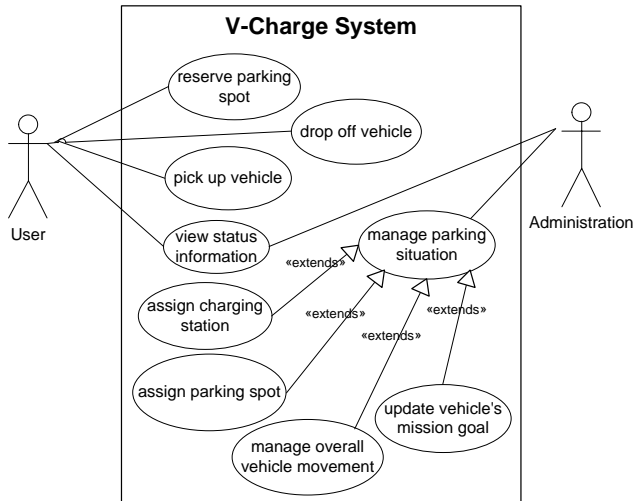 V-Charge System
reserve parking
spot
drop off vehicle
pick up vehicle
User
Administration
view status
information
manage parking
situation
«extends»
assign charging
station
«extends»
«extends»
«extends»
assign parking spot
update vehicle's
mission goal
manage overall
vehicle movement